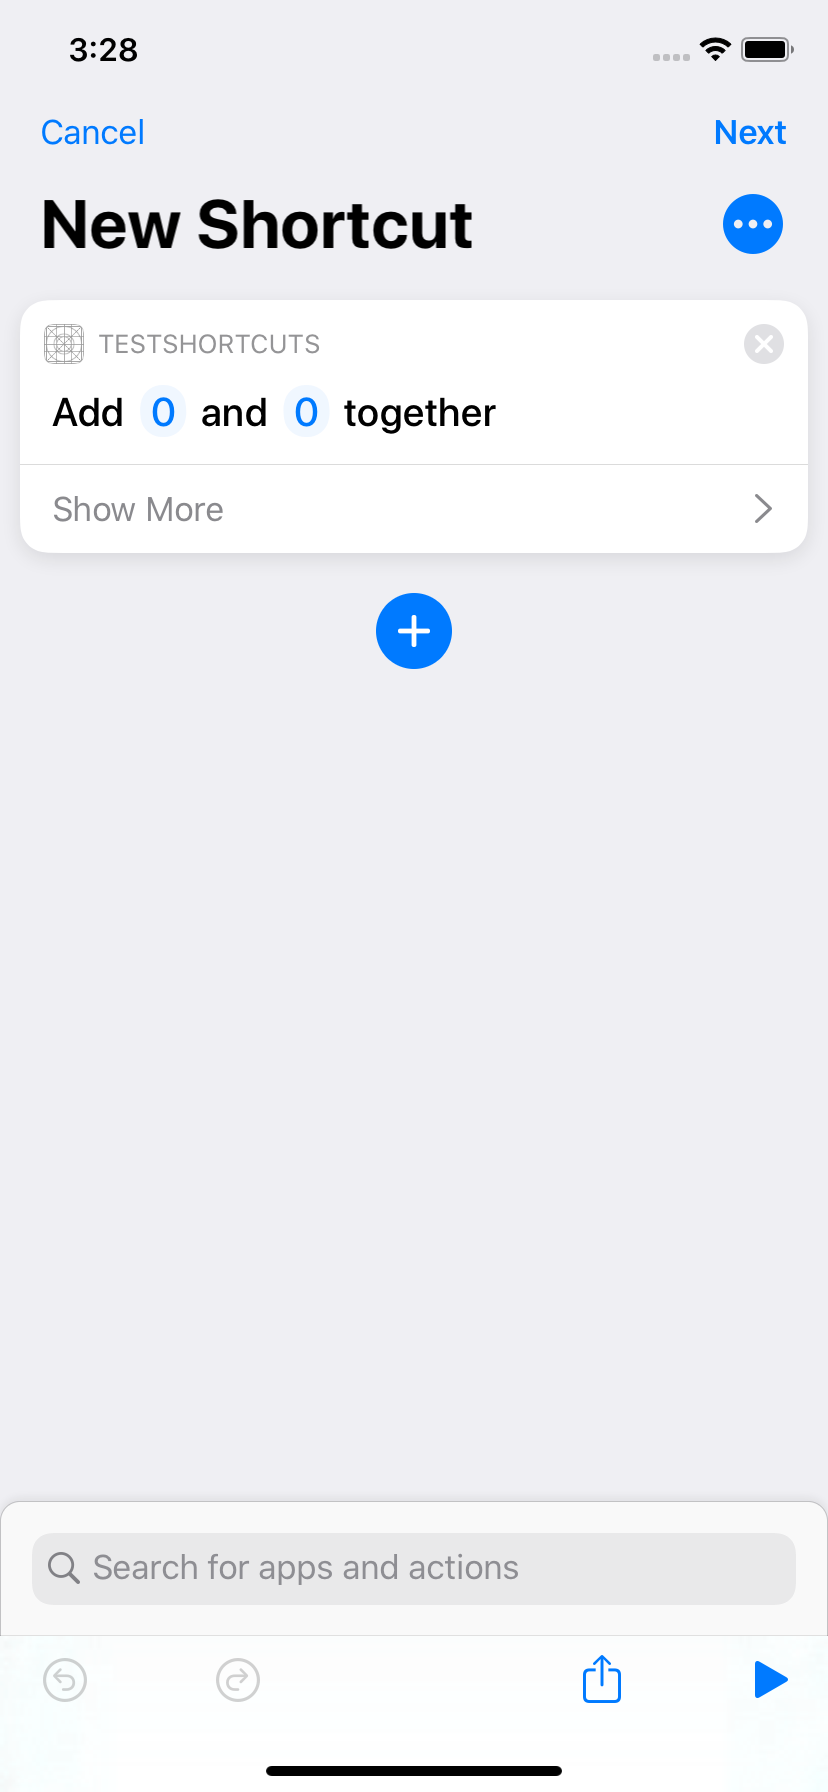 3:28
Cancel
Next
New Shortcut
TESTSHORTCUTS
Add 0 and 0 together
Show More
Search for apps and actions